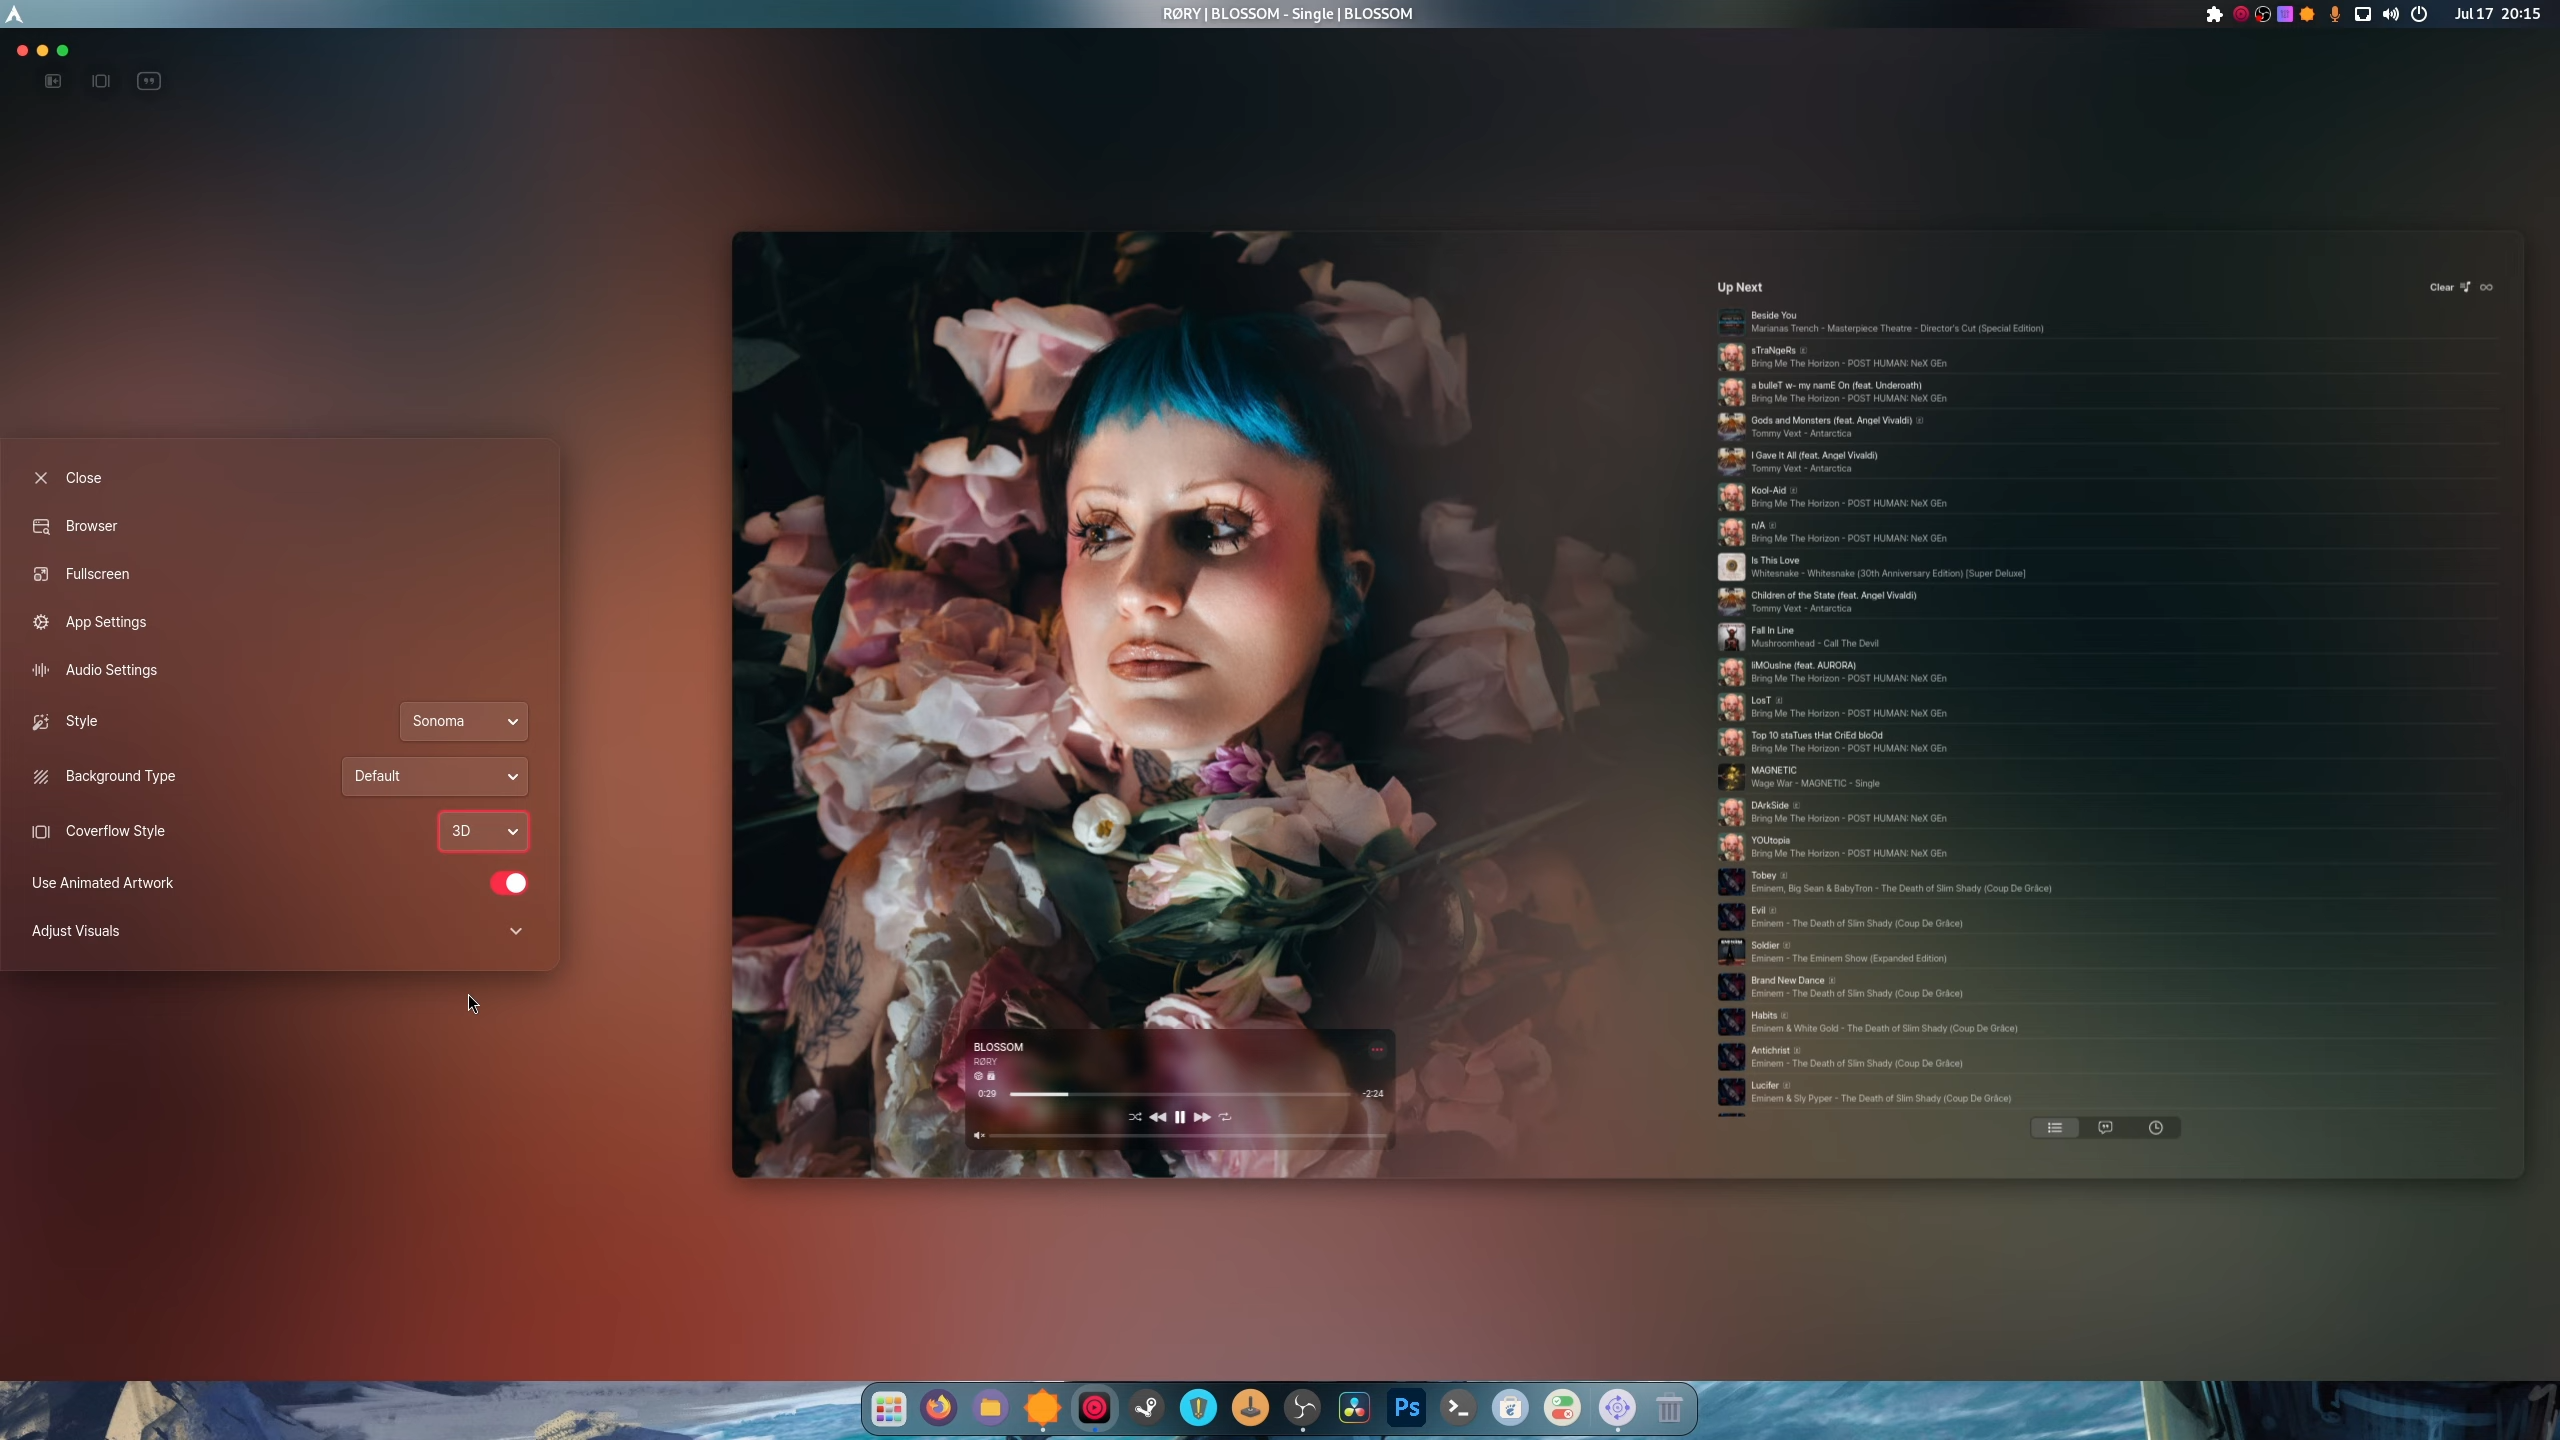 RØRY | BLOSSOM - Single | BLOSSOM
Jul 17 20:15
Close
Browser
Fullscreen
App Settings
Audio Settings
Style
Sonoma
Background Type
Default
Coverflow Style
3D
Use Animated Artwork
Adjust Visuals
BLOSSOM
RØRY
0:29
-2:24
Up Next
Clear
Beside You
Marianas Trench - Masterpiece Theatre - Director's Cut (Special Edition)
sTraNgeRs E
Bring Me The Horizon - POST HUMAN: NeX GEn
a bulleT w- my namE On (feat. Underoath)
Bring Me The Horizon - POST HUMAN: NeX GEn
Gods and Monsters (feat. Angel Vivaldi) E
Tommy Vext - Antarctica
I Gave It All (feat. Angel Vivaldi)
Tommy Vext - Antarctica
Kool-Aid E
Bring Me The Horizon - POST HUMAN: NeX GEn
n/A E
Bring Me The Horizon - POST HUMAN: NeX GEn
Is This Love
Whitesnake - Whitesnake (30th Anniversary Edition) [Super Deluxe]
Children of the State (feat. Angel Vivaldi)
Tommy Vext - Antarctica
Fall In Line
Mushroomhead - Call The Devil
liMOusIne (feat. AURORA)
Bring Me The Horizon - POST HUMAN: NeX GEn
LosT E
Bring Me The Horizon - POST HUMAN: NeX GEn
Top 10 staTues tHat CriEd bloOd
Bring Me The Horizon - POST HUMAN: NeX GEn
MAGNETIC
Wage War - MAGNETIC - Single
DArkSide E
Bring Me The Horizon - POST HUMAN: NeX GEn
YOUtopia
Bring Me The Horizon - POST HUMAN: NeX GEn
Tobey E
Eminem, Big Sean & BabyTron - The Death of Slim Shady (Coup De Grâce)
Evil E
Eminem - The Death of Slim Shady (Coup De Grâce)
Soldier E
Eminem - The Eminem Show (Expanded Edition)
Brand New Dance E
Eminem - The Death of Slim Shady (Coup De Grâce)
Habits E
Eminem & White Gold - The Death of Slim Shady (Coup De Grâce)
Antichrist E
Eminem - The Death of Slim Shady (Coup De Grâce)
Lucifer E
Eminem & Sly Pyper - The Death of Slim Shady (Coup De Grâce)
Ps